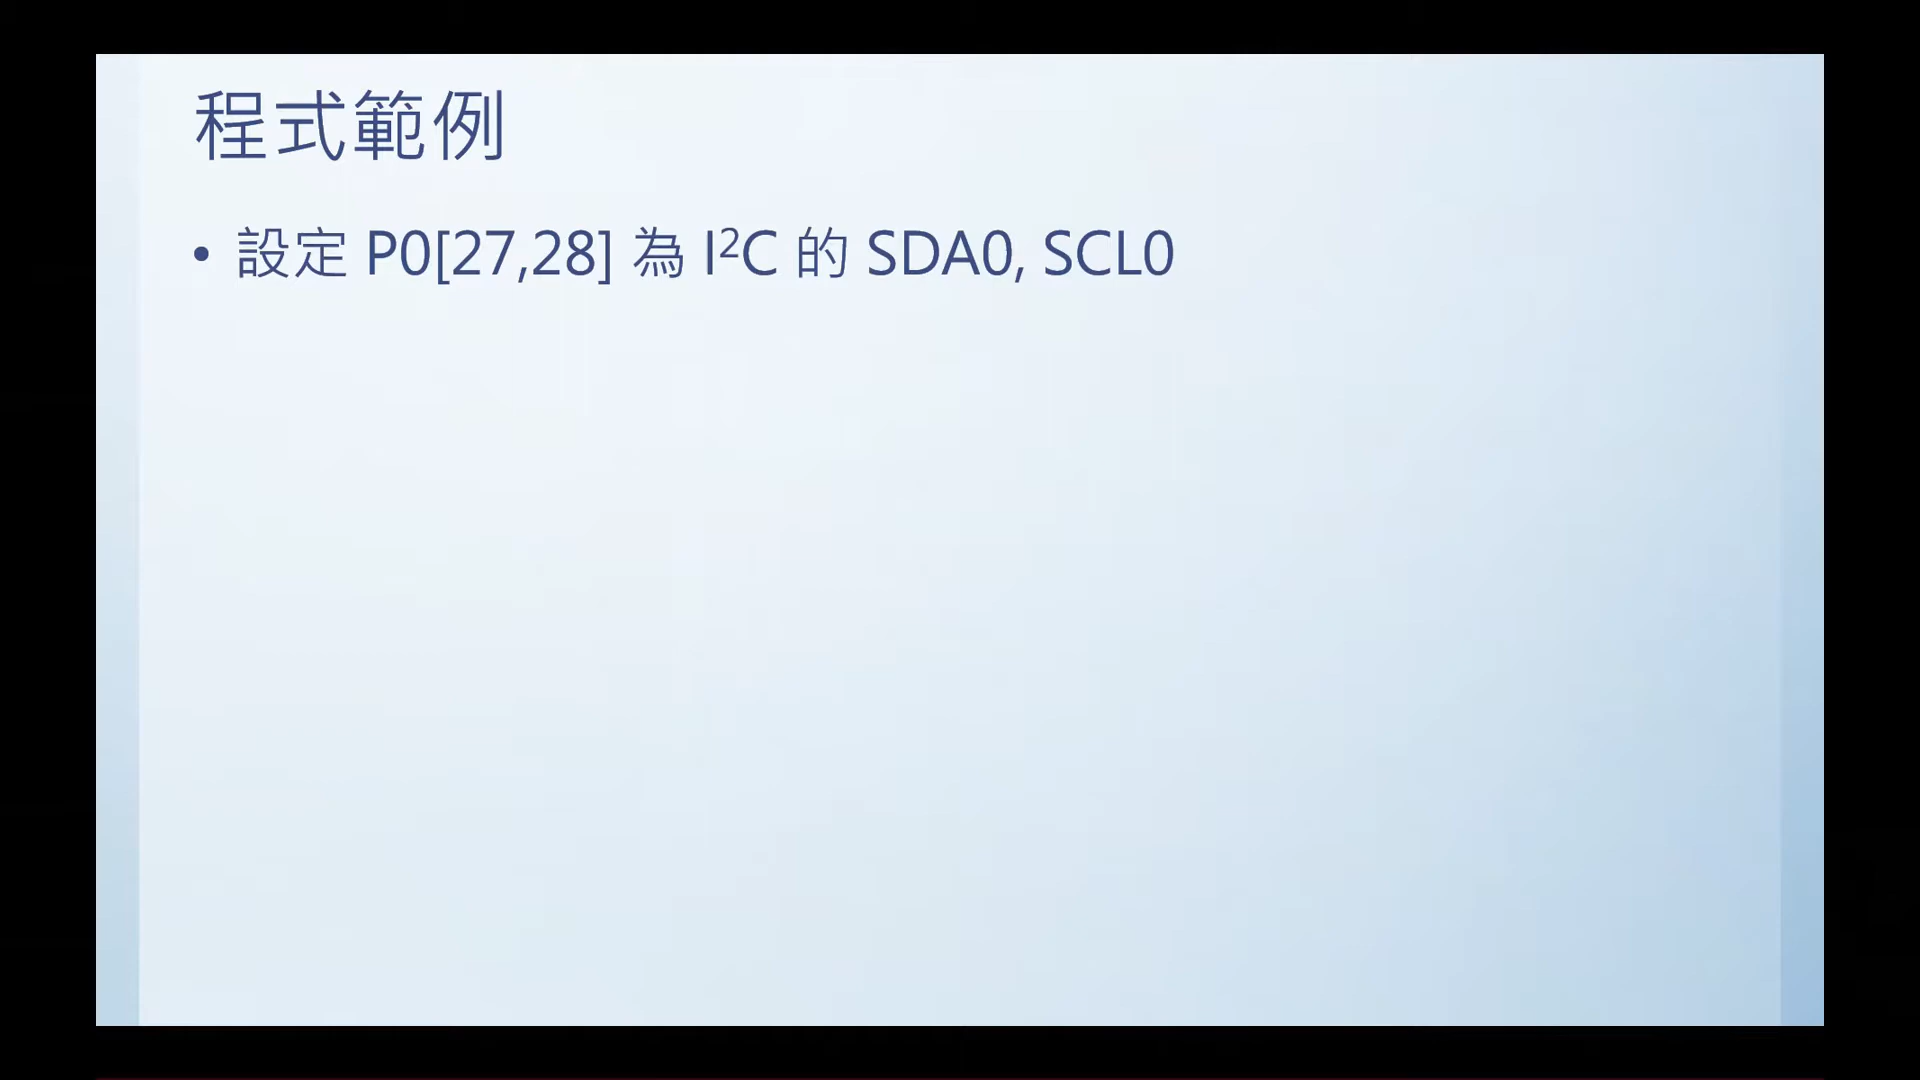 程式範例
• 設定 P0[27,28] 為 I²C 的 SDA0, SCL0